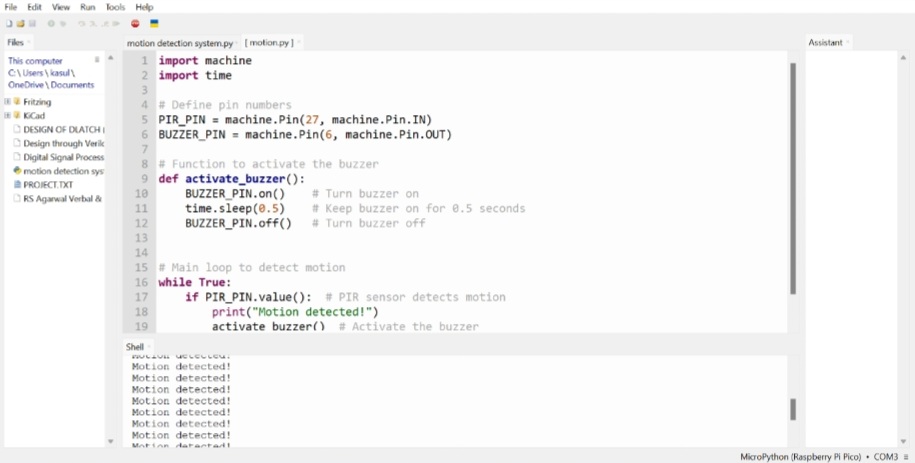 File Edit View Run Tools Help
Files
This computer
C:\Users\kasul\
OneDrive\Documents
Fritzing
KiCad
DESIGN OF DLATCH
Design through Veril
Digital Signal Process
motion detection sys
PROJECT.TXT
RS Agarwal Verbal &
motion detection system.py [ motion.py ]
1 import machine
2 import time
3
4 # Define pin numbers
5 PIR_PIN = machine.Pin(27, machine.Pin.IN)
6 BUZZER_PIN = machine.Pin(6, machine.Pin.OUT)
7
8 # Function to activate the buzzer
9 def activate_buzzer():
10 BUZZER_PIN.on() # Turn buzzer on
11 time.sleep(0.5) # Keep buzzer on for 0.5 seconds
12 BUZZER_PIN.off() # Turn buzzer off
13
14
15 # Main loop to detect motion
16 while True:
17 if PIR_PIN.value(): # PIR sensor detects motion
18 print("Motion detected!")
19 activate_buzzer() # Activate the buzzer
Shell
Motion detected!
Motion detected!
Motion detected!
Motion detected!
Motion detected!
Motion detected!
Motion detected!
Motion detected!
Motion detected!
Assistant
MicroPython (Raspberry Pi Pico) • COM3 ≡